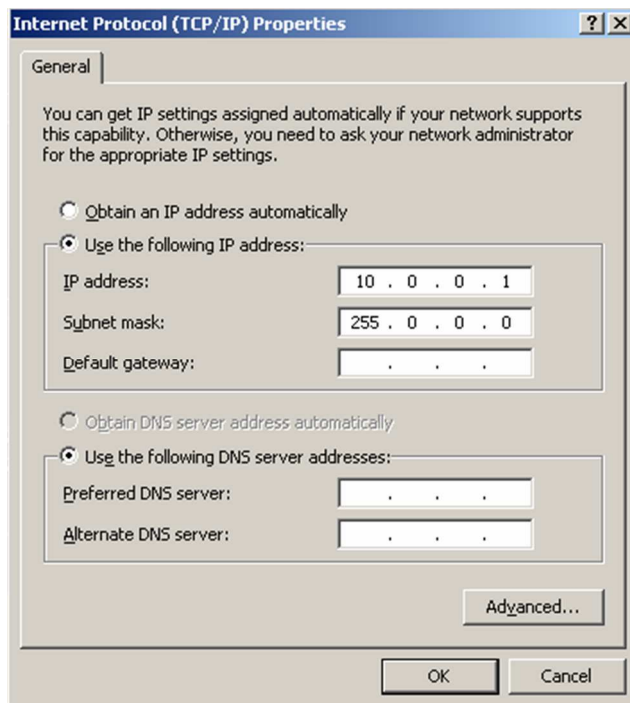 Internet Protocol (TCP/IP) Properties
General
You can get IP settings assigned automatically if your network supports
this capability. Otherwise, you need to ask your network administrator
for the appropriate IP settings.
Obtain an IP address automatically
Use the following IP address:
IP address: 10 . 0 . 0 . 1
Subnet mask: 255 . 0 . 0 . 0
Default gateway: . . .
Obtain DNS server address automatically
Use the following DNS server addresses:
Preferred DNS server: . . .
Alternate DNS server: . . .
Advanced...
OK Cancel